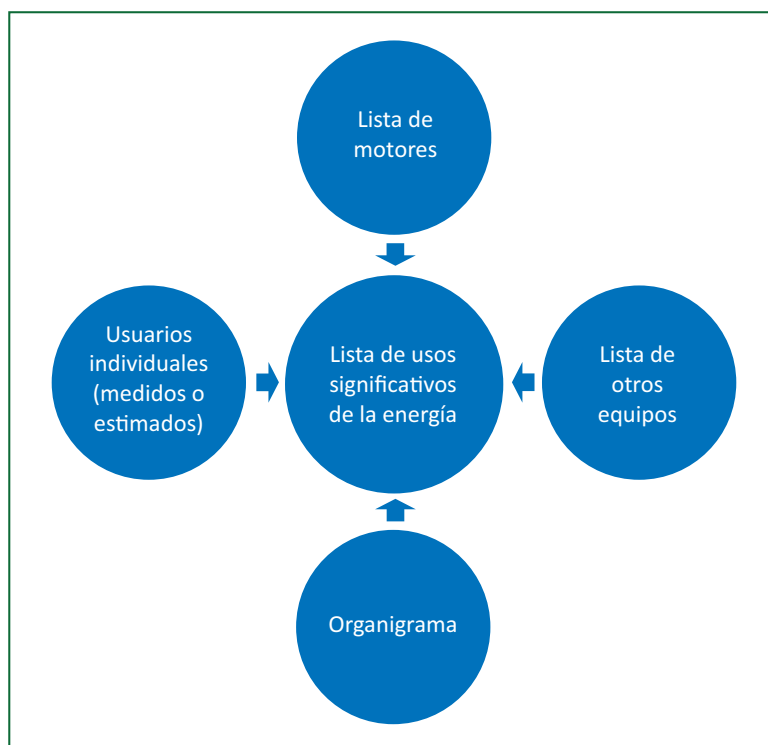 Lista de
motores
Usuarios
individuales
(medidos o
estimados)
Lista de usos
significativos
de la energía
Lista de
otros
equipos
Organigrama